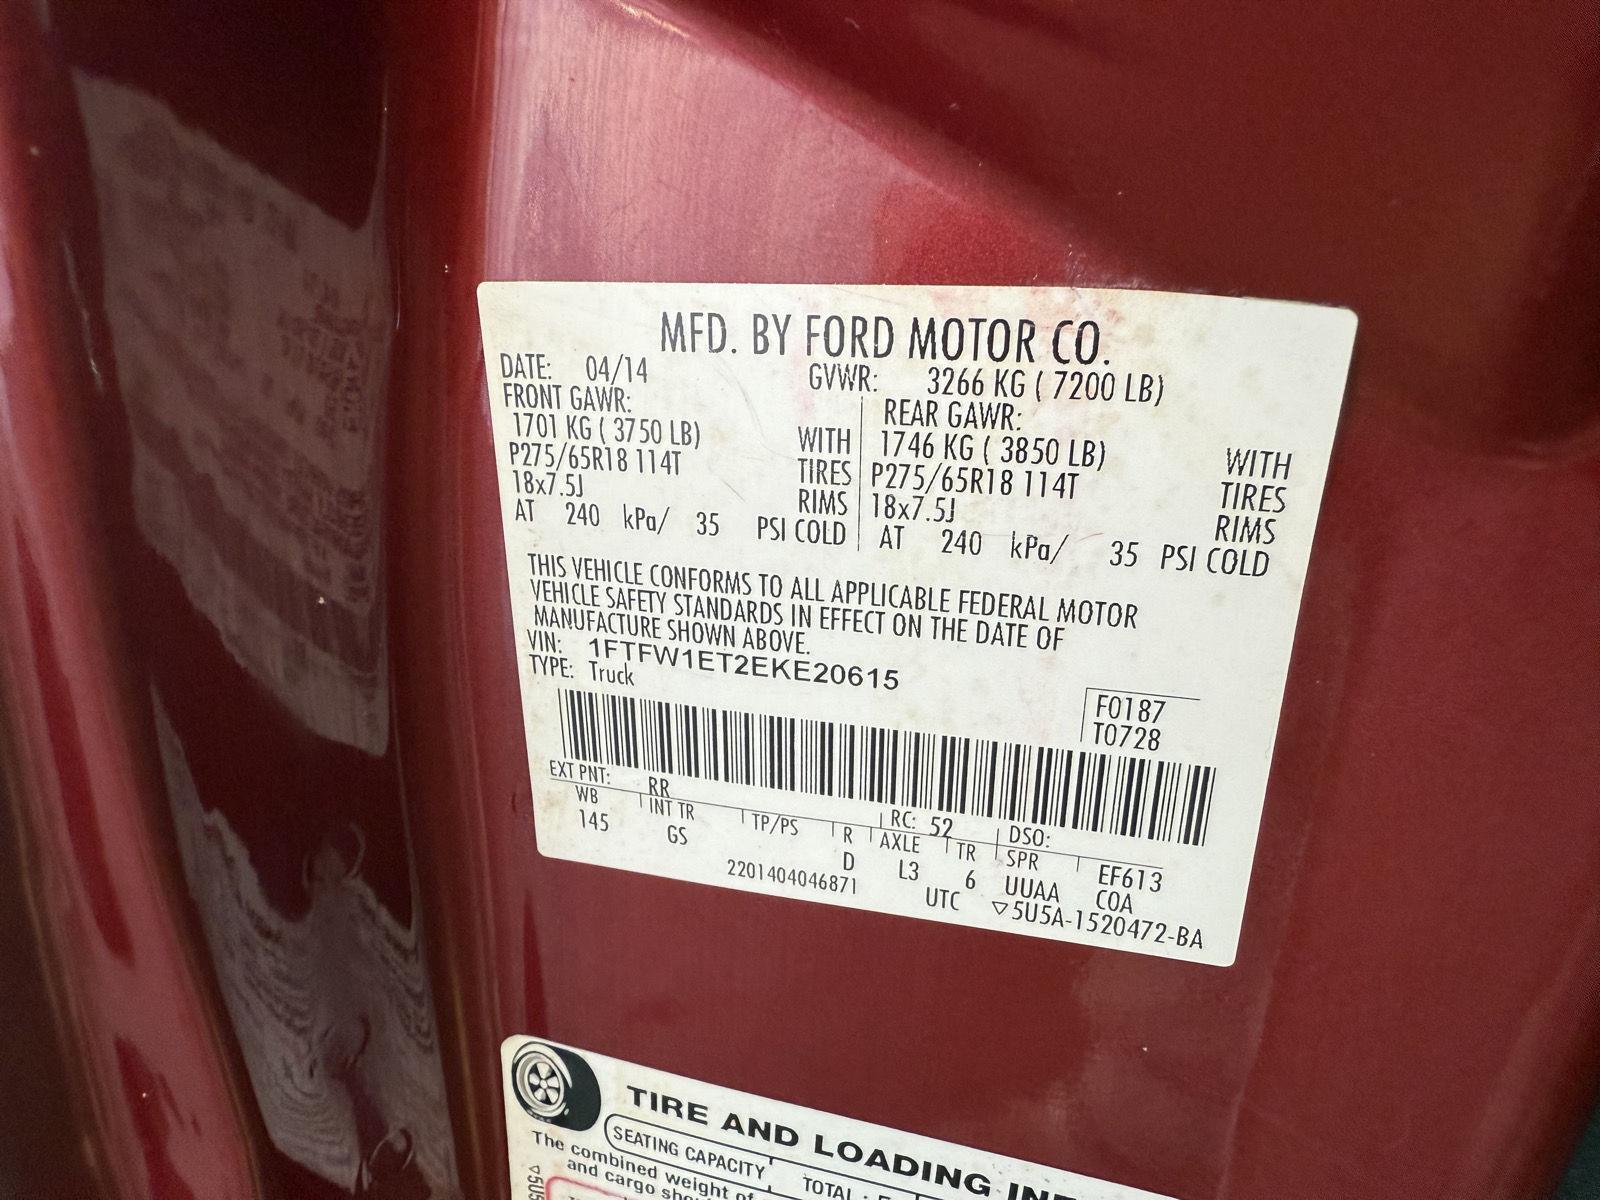 MFD. BY FORD MOTOR CO.
DATE: 04/14 GVWR: 3266 KG ( 7200 LB)
FRONT GAWR: REAR GAWR:
1701 KG ( 3750 LB) WITH 1746 KG ( 3850 LB) WITH
P275/65R18 114T TIRES P275/65R18 114T TIRES
18x7.5J RIMS 18x7.5J RIMS
AT 240 kPa/ 35 PSI COLD AT 240 kPa/ 35 PSI COLD
THIS VEHICLE CONFORMS TO ALL APPLICABLE FEDERAL MOTOR
VEHICLE SAFETY STANDARDS IN EFFECT ON THE DATE OF
MANUFACTURE SHOWN ABOVE.
VIN: 1FTFW1ET2EKE20615
TYPE: Truck
F0187
T0728
EXT PNT: RR RC: 52 DSO:
WB INT TR TP/PS R AXLE TR SPR EF613
145 GS D L3 6 UUAA COA
2201404046871 UTC ▽5U5A-1520472-BA
TIRE AND LOADING
SEATING CAPACITY TOTAL :
The combined weight of
and cargo
▽5U5